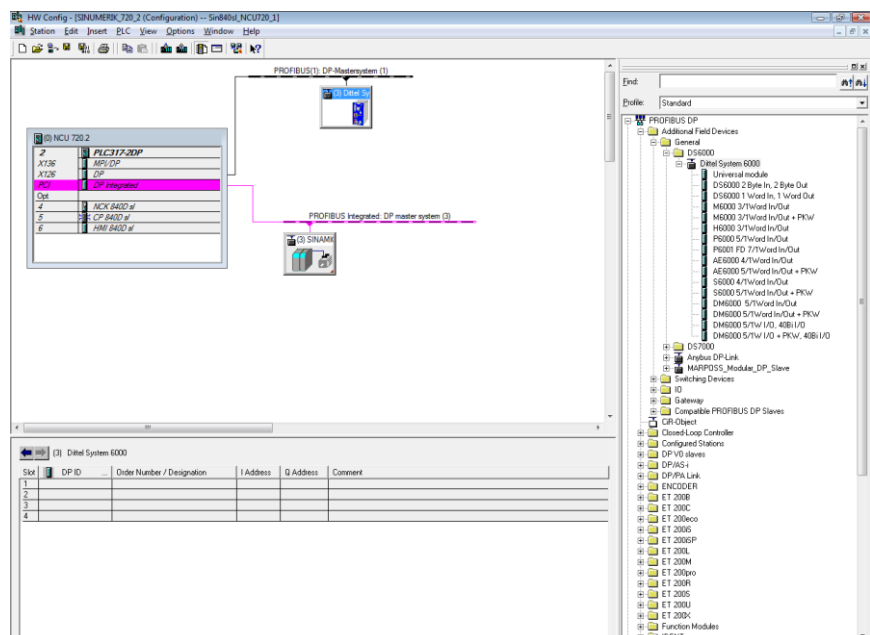 HW Config - [SINUMERIK_720_2 (Configuration) -- Sin840sl_NCU720_1]
Station Edit Insert PLC View Options Window Help
PROFIBUS(1): DP-Mastersystem (1)
(3) Dittel Sy
(0) NCU 720.2
2 PLC317-2DP
X136 MPI/DP
X126 DP
PCI DP Integrated
Opt
4 NCK 840D sl
5 CP 840D sl
6 HMI 840D sl
PROFIBUS Integrated: DP master system (3)
(3) SINAMI
(3) Dittel System 6000
Slot DP ID ... Order Number / Designation I Address Q Address Comment
1
2
3
4
Find:
Profile: Standard
PROFIBUS DP
Additional Field Devices
General
DS6000
Dittel System 6000
Universal module
DS6000 2 Byte In, 2 Byte Out
DS6000 1 Word In, 1 Word Out
M6000 3/1Word In/Out
M6000 3/1Word In/Out + PKW
H6000 3/1Word In/Out
P6000 5/1Word In/Out
P6001 FD 7/1Word In/Out
AE6000 4/1Word In/Out
AE6000 5/1Word In/Out + PKW
S6000 4/1Word In/Out
S6000 5/1Word In/Out + PKW
DM6000 5/1Word In/Out
DM6000 5/1Word In/Out + PKW
DM6000 5/1W I/O, 40Bi I/O
DM6000 5/1W I/O + PKW, 40Bi I/O
DS7000
Anybus DP-Link
MARPOSS_Modular_DP_Slave
Switching Devices
IO
Gateway
Compatible PROFIBUS DP Slaves
CiR-Object
Closed-Loop Controller
Configured Stations
DP V0 slaves
DP/AS-i
DP/PA Link
ENCODER
ET 200B
ET 200C
ET 200eco
ET 200iS
ET 200iSP
ET 200L
ET 200M
ET 200pro
ET 200R
ET 200S
ET 200U
ET 200X
Function Modules